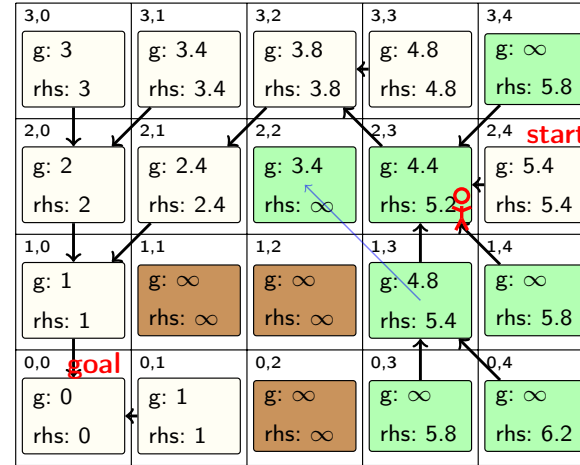 3,0 3,1 3,2 3,3 3,4
g: 3 g: 3.4 g: 3.8 g: 4.8 g: ∞
rhs: 3 rhs: 3.4 rhs: 3.8 rhs: 4.8 rhs: 5.8
2,0 2,1 2,2 2,3 2,4 start
g: 2 g: 2.4 g: 3.4 g: 4.4 g: 5.4
rhs: 2 rhs: 2.4 rhs: ∞ rhs: 5.2 rhs: 5.4
1,0 1,1 1,2 1,3 1,4
g: 1 g: ∞ g: ∞ g: 4.8 g: ∞
rhs: 1 rhs: ∞ rhs: ∞ rhs: 5.4 rhs: 5.8
0,0 goal 0,1 0,2 0,3 0,4
g: 0 g: 1 g: ∞ g: ∞ g: ∞
rhs: 0 rhs: 1 rhs: ∞ rhs: 5.8 rhs: 6.2